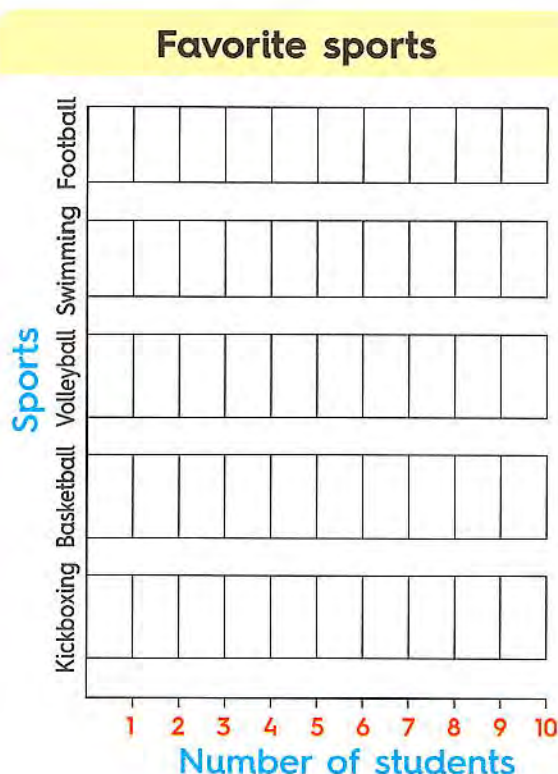 Favorite sports
Sports
Football
Swimming
Volleyball
Basketball
Kickboxing
1 2 3 4 5 6 7 8 9 10
Number of students